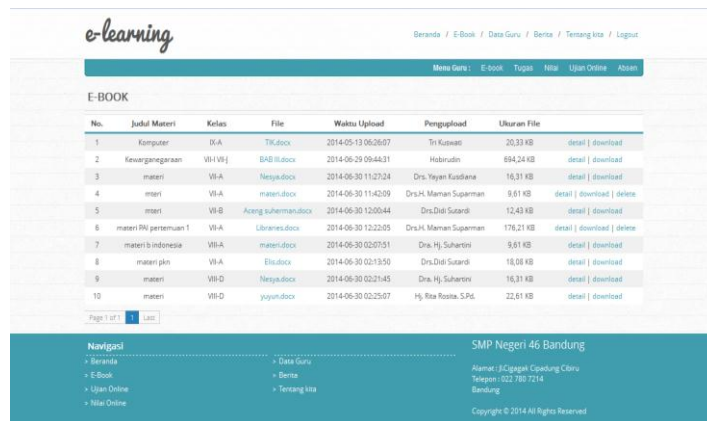 e-learning
Beranda / E-Book / Data Guru / Berita / Tentang kita / Logout
Menu Guru : E-book Tugas Nilai Ujian Online Absen
E-BOOK
No. Judul Materi Kelas File Waktu Upload Pengupload Ukuran File
1 Komputer IX-A TIK.docx 2014-05-13 06:26:07 Tri Kuswati 20,33 KB detail | download
2 Kewarganegaraan VII-I VII-J BAB III.docx 2014-06-29 09:44:31 Hobirudin 694,24 KB detail | download
3 materi VII-A Nesya.docx 2014-06-30 11:27:24 Drs. Yayan Kusdiana 16,31 KB detail | download
4 mteri VII-A materi.docx 2014-06-30 11:42:09 Drs.H. Maman Suparman 9,61 KB detail | download | delete
5 mteri VII-B Aceng suherman.docx 2014-06-30 12:00:44 Drs.Didi Sutardi 12,43 KB detail | download
6 materi PAI pertemuan 1 VII-A Libranes.docx 2014-06-30 12:22:05 Drs.H. Maman Suparman 176,21 KB detail | download | delete
7 materi b indonesia VIII-A materi.docx 2014-06-30 02:07:51 Dra. Hj. Suhartini 9,61 KB detail | download
8 materi pkn VIII-A Elis.docx 2014-06-30 02:13:50 Drs.Didi Sutardi 18,08 KB detail | download
9 materi VIII-D Nesya.docx 2014-06-30 02:21:45 Dra. Hj. Suhartini 16,31 KB detail | download
10 materi VIII-D yuyun.docx 2014-06-30 02:25:07 Hj. Rita Rosita. S.Pd. 22,61 KB detail | download
Page 1 of 1 1 Last
Navigasi
> Beranda
> E-Book
> Ujian Online
> Nilai Online
> Data Guru
> Berita
> Tentang kita
SMP Negeri 46 Bandung
Alamat : Jl.Cigagak Cipadung Cibiru
Telepon : 022 780 7214
Bandung
Copyright © 2014 All Rights Reserved